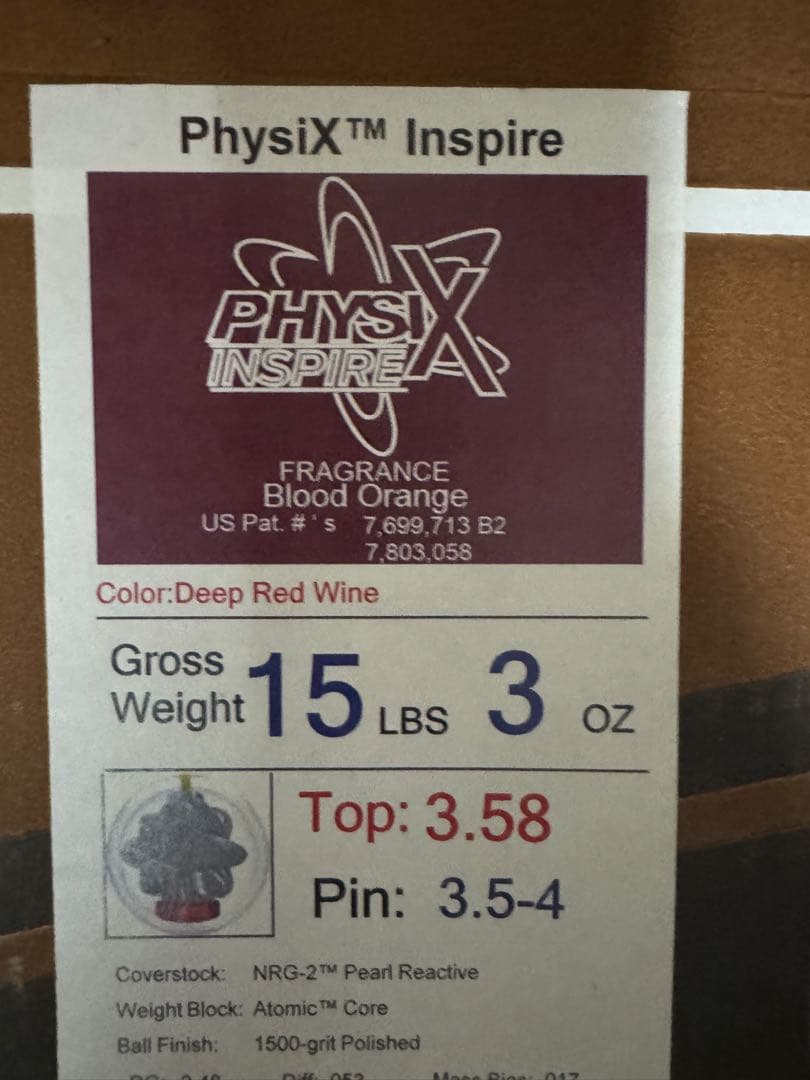 PhysiX™ Inspire
PHYSIX
INSPIRE
FRAGRANCE
Blood Orange
US Pat. #'s 7,699,713 B2
7,803,058
Color:Deep Red Wine
Gross Weight 15 LBS 3 OZ
Top: 3.58
Pin: 3.5-4
Coverstock: NRG-2™ Pearl Reactive
Weight Block: Atomic™ Core
Ball Finish: 1500-grit Polished